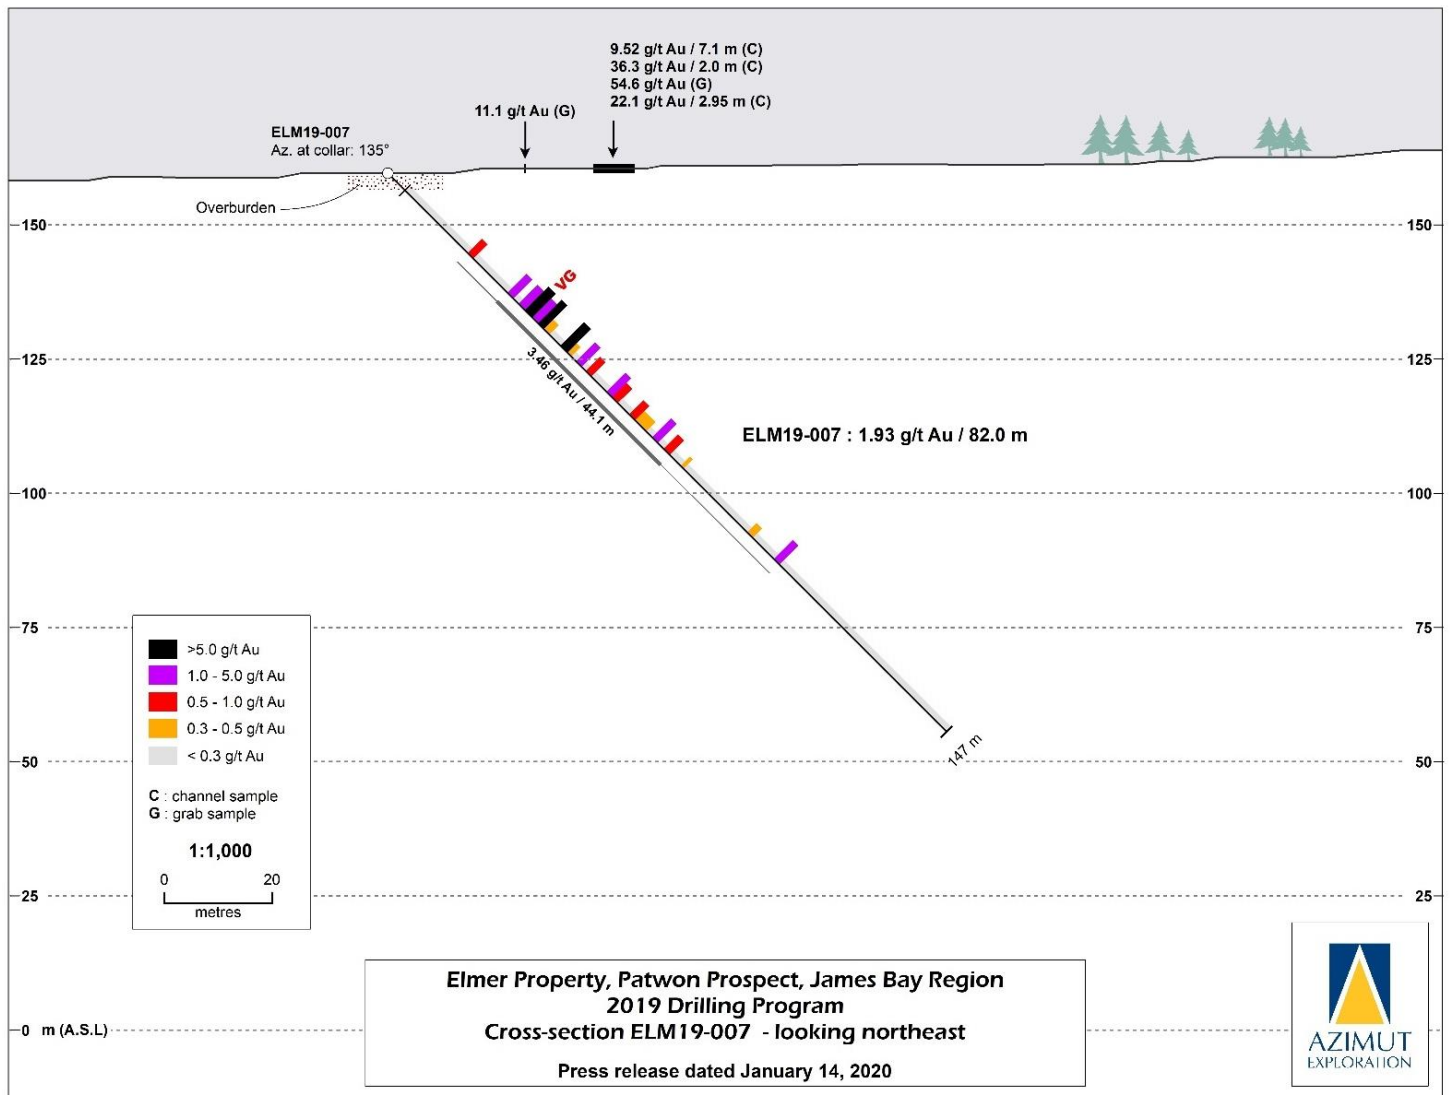 9.52 g/t Au / 7.1 m (C)
36.3 g/t Au / 2.0 m (C)
54.6 g/t Au (G)
22.1 g/t Au / 2.95 m (C)
11.1 g/t Au (G)
ELM19-007
Az. at collar: 135°
Overburden
150
150
VG
125
125
3.46 g/t Au / 44.1 m
ELM19-007 : 1.93 g/t Au / 82.0 m
100
100
75
75
>5.0 g/t Au
1.0 - 5.0 g/t Au
0.5 - 1.0 g/t Au
0.3 - 0.5 g/t Au
< 0.3 g/t Au
147 m
50
50
C : channel sample
G : grab sample
1:1,000
0 20
metres
25
25
Elmer Property, Patwon Prospect, James Bay Region
2019 Drilling Program
Cross-section ELM19-007 - looking northeast
Press release dated January 14, 2020
0 m (A.S.L)
AZIMUT
EXPLORATION